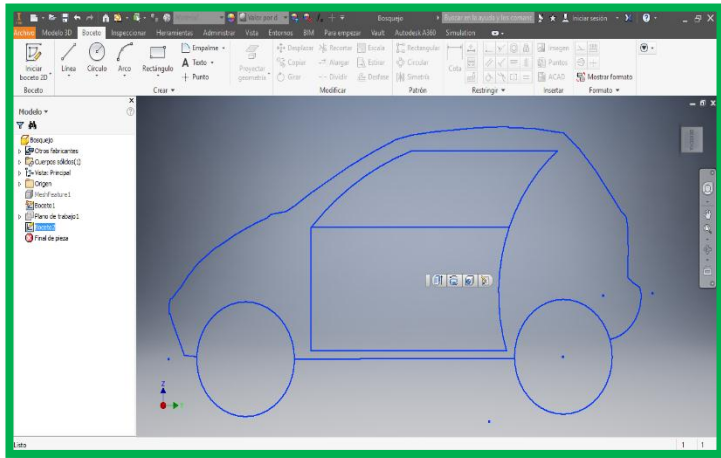 Material Valor por d Bosquejo Buscar en la ayuda y los comand Iniciar sesión
Archivo Modelo 3D Boceto Inspeccionar Herramientas Administrar Vista Entornos BIM Para empezar Vault Autodesk A360 Simulation
Iniciar boceto 2D Línea Círculo Arco Rectángulo
Empalme
Texto
Punto
Proyectar geometría
Desplazar Recortar Escala
Copiar Alargar Estirar
Girar Dividir Desfase
Rectangular
Circular
Simetría
Cota
Imagen
Puntos
ACAD
Mostrar formato
Boceto Crear Modificar Patrón Restringir Insertar Formato
Modelo
Bosquejo
Otros fabricantes
Cuerpos sólidos(1)
Vista: Principal
Origen
MeshFeature1
Boceto1
Plano de trabajo1
Boceto2
Final de pieza
Z
Listo 1 1